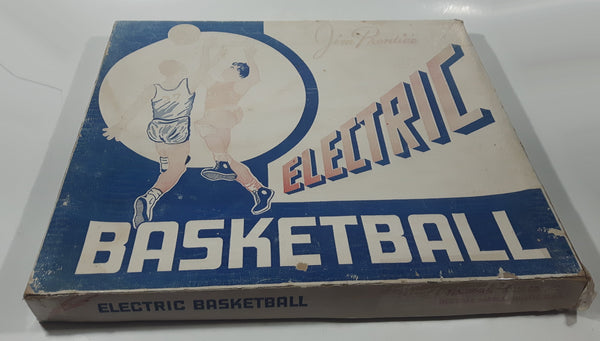 Jim Prentice
ELECTRIC
BASKETBALL
ELECTRIC BASKETBALL